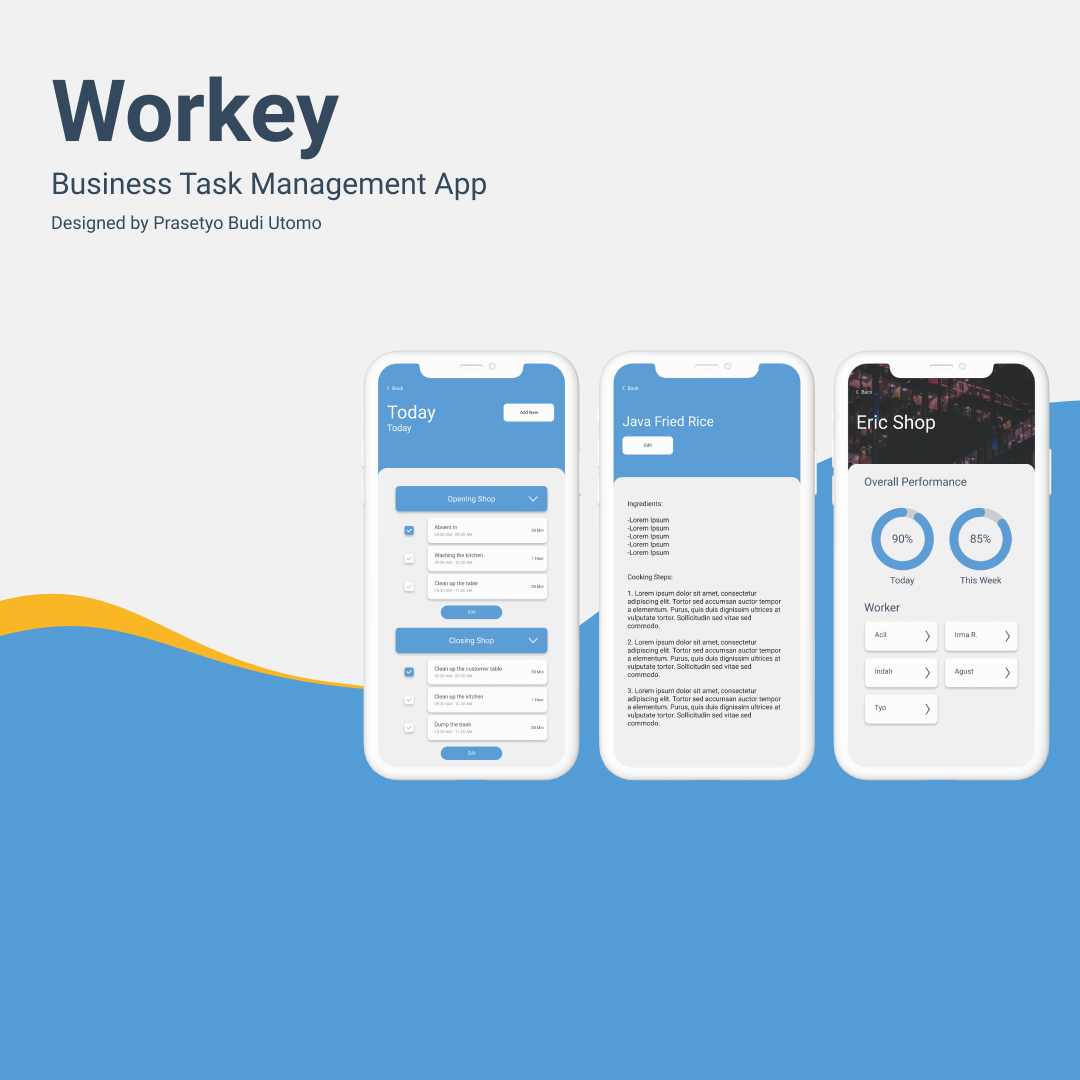 Workey
Business Task Management App
Designed by Prasetyo Budi Utomo
Back
Today
Today
Add New
Opening Shop
Absent In
09.00 AM - 09.30 AM
30 Min
Washing the kitchen
09.30 AM - 10.30 AM
1 Hour
Clean up the table
10.30 AM - 11.00 AM
30 Min
Edit
Closing Shop
Clean up the customer table
09.00 AM - 09.30 AM
30 Min
Clean up the kitchen
09.30 AM - 10.30 AM
1 Hour
Dump the trash
10.30 AM - 11.00 AM
30 Min
Edit
Back
Java Fried Rice
Edit
Ingredients:
-Lorem Ipsum
-Lorem Ipsum
-Lorem Ipsum
-Lorem Ipsum
-Lorem Ipsum
Cooking Steps:
1. Lorem ipsum dolor sit amet, consectetur
adipiscing elit. Tortor sed accumsan auctor tempor
a elementum. Purus, quis duis dignissim ultrices at
vulputate tortor. Sollicitudin sed vitae sed
commodo.
2. Lorem ipsum dolor sit amet, consectetur
adipiscing elit. Tortor sed accumsan auctor tempor
a elementum. Purus, quis duis dignissim ultrices at
vulputate tortor. Sollicitudin sed vitae sed
commodo.
3. Lorem ipsum dolor sit amet, consectetur
adipiscing elit. Tortor sed accumsan auctor tempor
a elementum. Purus, quis duis dignissim ultrices at
vulputate tortor. Sollicitudin sed vitae sed
commodo.
Back
Eric Shop
Overall Performance
90%
85%
Today
This Week
Worker
Acil
Irma R.
Indah
Agust
Tyo